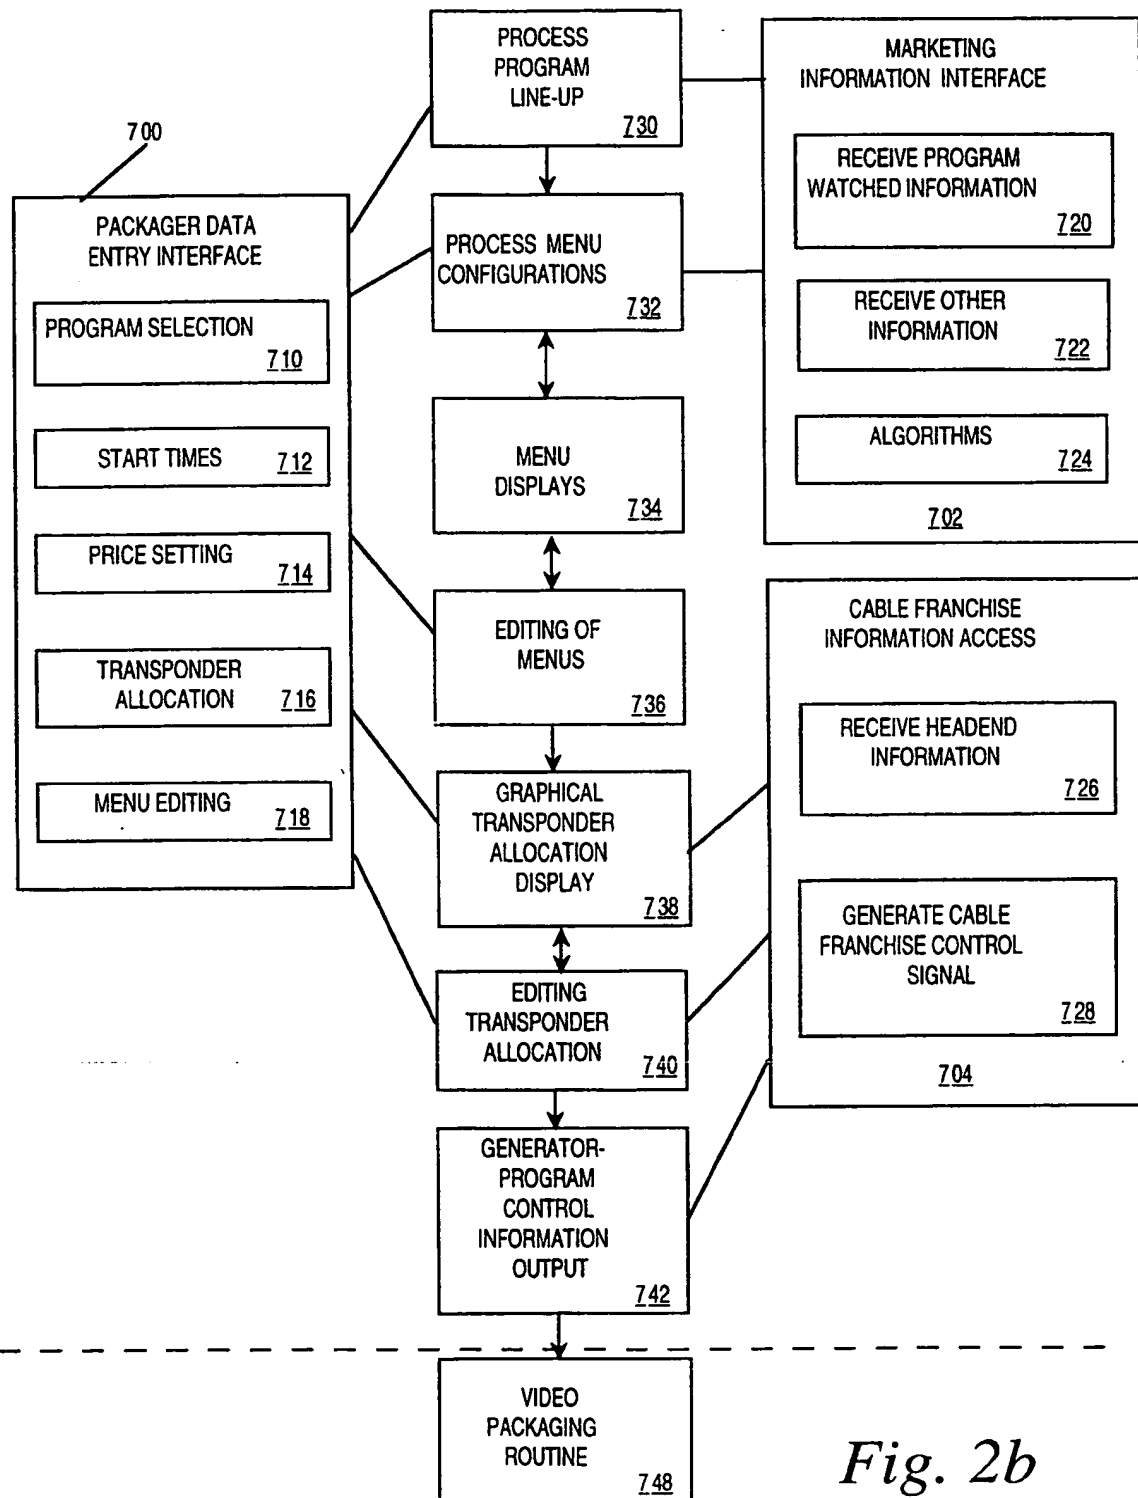 700
PACKAGER DATA
ENTRY INTERFACE
PROGRAM SELECTION
710
START TIMES 712
PRICE SETTING
714
TRANSPONDER
ALLOCATION 716
MENU EDITING
718
PROCESS
PROGRAM
LINE-UP
730
PROCESS MENU
CONFIGURATIONS
732
MENU
DISPLAYS
734
EDITING OF
MENUS
736
GRAPHICAL
TRANSPONDER
ALLOCATION
DISPLAY
738
EDITING
TRANSPONDER
ALLOCATION
740
GENERATOR-
PROGRAM
CONTROL
INFORMATION
OUTPUT
742
VIDEO
PACKAGING
ROUTINE
748
MARKETING
INFORMATION INTERFACE
RECEIVE PROGRAM
WATCHED INFORMATION
720
RECEIVE OTHER
INFORMATION
722
ALGORITHMS
724
702
CABLE FRANCHISE
INFORMATION ACCESS
RECEIVE HEADEND
INFORMATION
726
GENERATE CABLE
FRANCHISE CONTROL
SIGNAL
728
704
Fig. 2b